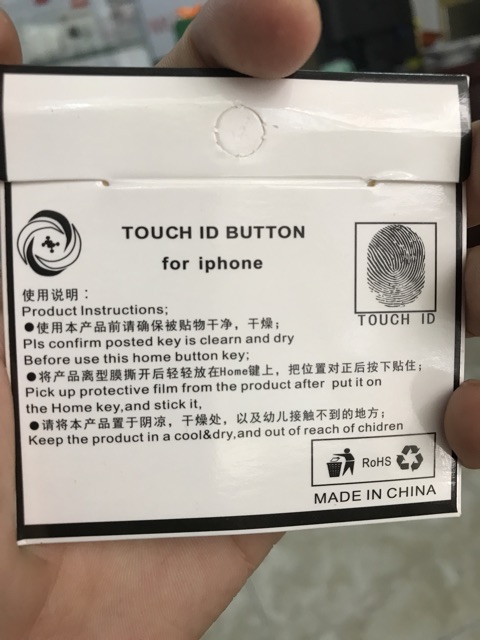 TOUCH ID BUTTON
for iphone
TOUCH ID
使用说明：
Product Instructions;
●使用本产品前请确保被贴物干净，干燥；
Pls confirm posted key is clearn and dry
Before use this home button key;
●将产品离型膜撕开后轻轻放在Home键上，把位置对正后按下贴住；
Pick up protective film from the product after put it on
the Home key,and stick it,
●请将本产品置于阴凉，干燥处，以及幼儿接触不到的地方；
Keep the product in a cool&dry,and out of reach of chidren
RoHS
MADE IN CHINA